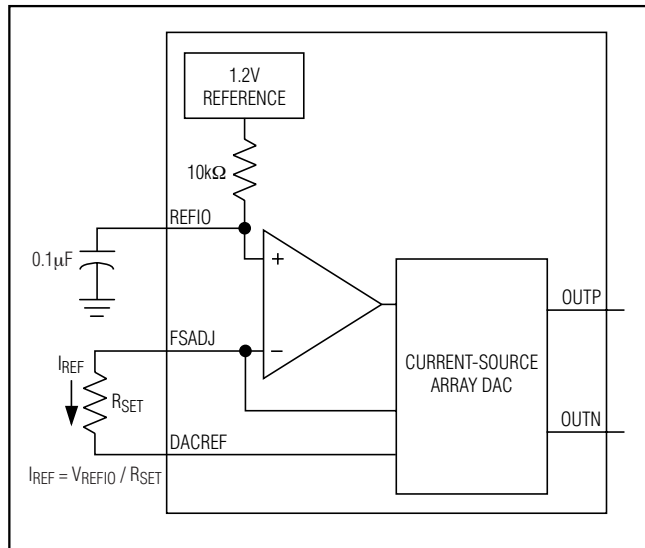 1.2V
REFERENCE
10kΩ
REFIO
0.1μF
+
OUTP
FSADJ
−
CURRENT-SOURCE
ARRAY DAC
IREF
RSET
OUTN
DACREF
IREF = VREFIO / RSET